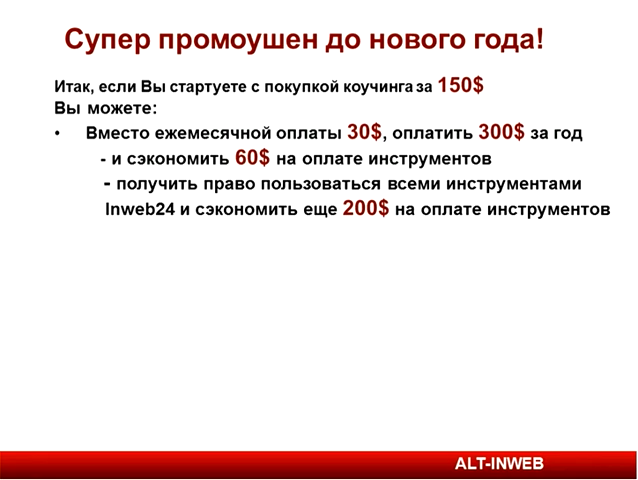 Супер промоушен до нового года!
Итак, если Вы стартуете с покупкой коучинга за 150$
Вы можете:
• Вместо ежемесячной оплаты 30$, оплатить 300$ за год
- и сэкономить 60$ на оплате инструментов
- получить право пользоваться всеми инструментами
Inweb24 и сэкономить еще 200$ на оплате инструментов
ALT-INWEB